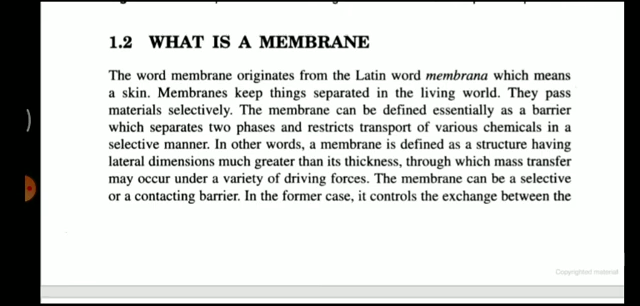 1.2 WHAT IS A MEMBRANE
The word membrane originates from the Latin word membrana which means
a skin. Membranes keep things separated in the living world. They pass
materials selectively. The membrane can be defined essentially as a barrier
which separates two phases and restricts transport of various chemicals in a
selective manner. In other words, a membrane is defined as a structure having
lateral dimensions much greater than its thickness, through which mass transfer
may occur under a variety of driving forces. The membrane can be a selective
or a contacting barrier. In the former case, it controls the exchange between the
Copyrighted material